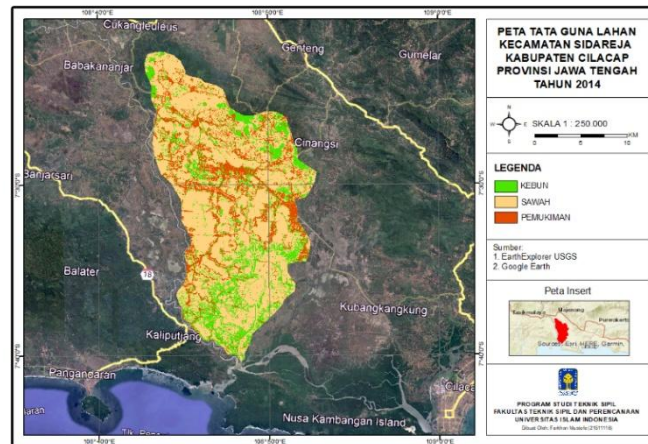 PETA TATA GUNA LAHAN
KECAMATAN SIDAREJA
KABUPATEN CILACAP
PROVINSI JAWA TENGAH
TAHUN 2014
N
W
E
S
SKALA 1 : 250.000
0
5
10
KM
LEGENDA
KEBUN
SAWAH
PEMUKIMAN
Sumber:
1. EarthExplorer USGS
2. Google Earth
Peta Insert
PROGRAM STUDI TEKNIK SIPIL
FAKULTAS TEKNIK SIPIL DAN PERENCANAAN
UNIVERSITAS ISLAM INDONESIA
Cukangleuleus
Genteng
Gumelar
Babakananjar
Cinangsi
Banjarsari
Balater
18
Kubangkangkung
Kaliputjang
Pangandaran
Nusa Kambangan Island